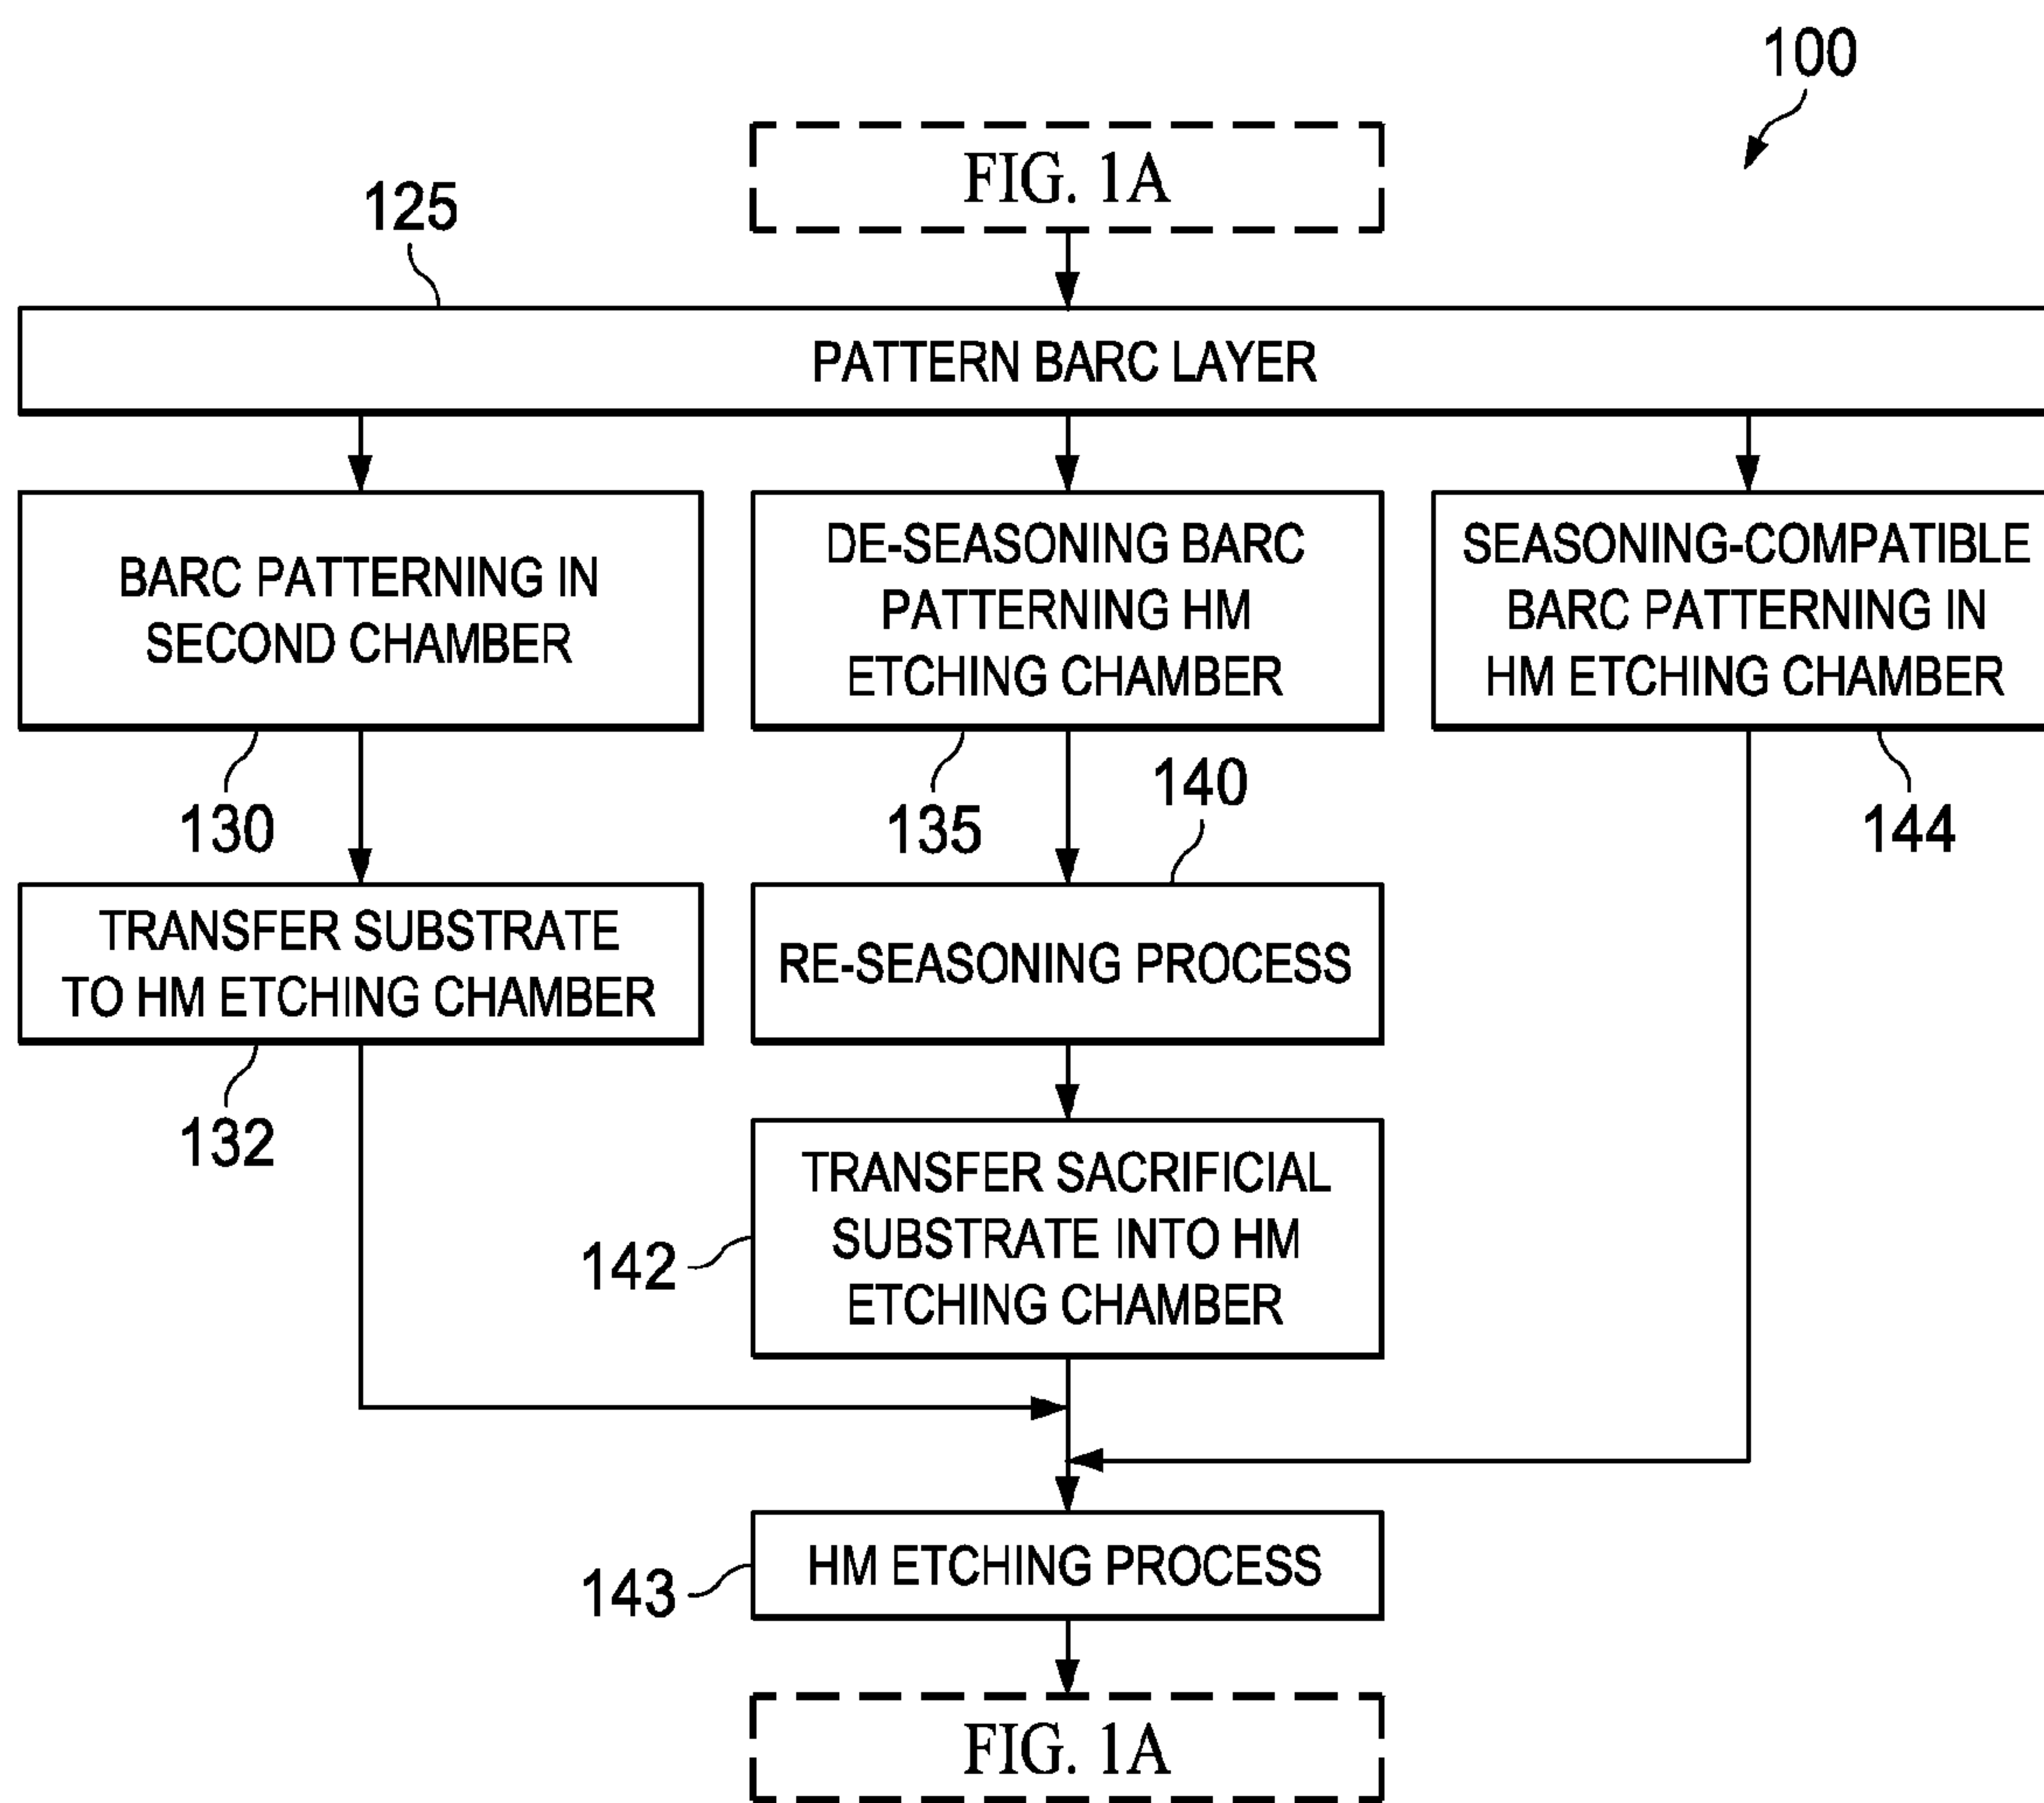 100
FIG. 1A
125
PATTERN BARC LAYER
BARC PATTERNING IN
SECOND CHAMBER
130
DE-SEASONING BARC
PATTERNING HM
ETCHING CHAMBER
135
SEASONING-COMPATIBLE
BARC PATTERNING IN
HM ETCHING CHAMBER
144
140
TRANSFER SUBSTRATE
TO HM ETCHING CHAMBER
132
RE-SEASONING PROCESS
TRANSFER SACRIFICIAL
SUBSTRATE INTO HM
ETCHING CHAMBER
142
HM ETCHING PROCESS
143
FIG. 1A